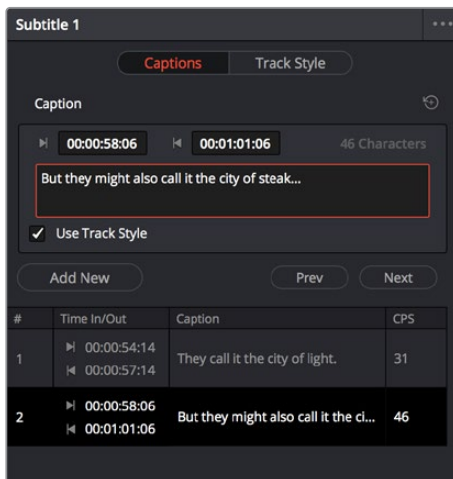 Subtitle 1
Captions Track Style
Caption
00:00:58:06 00:01:01:06 46 Characters
But they might also call it the city of steak...
Use Track Style
Add New Prev Next
# Time In/Out Caption CPS
1 00:00:54:14 They call it the city of light. 31
00:00:57:14
2 00:00:58:06 But they might also call it the ci... 46
00:01:01:06